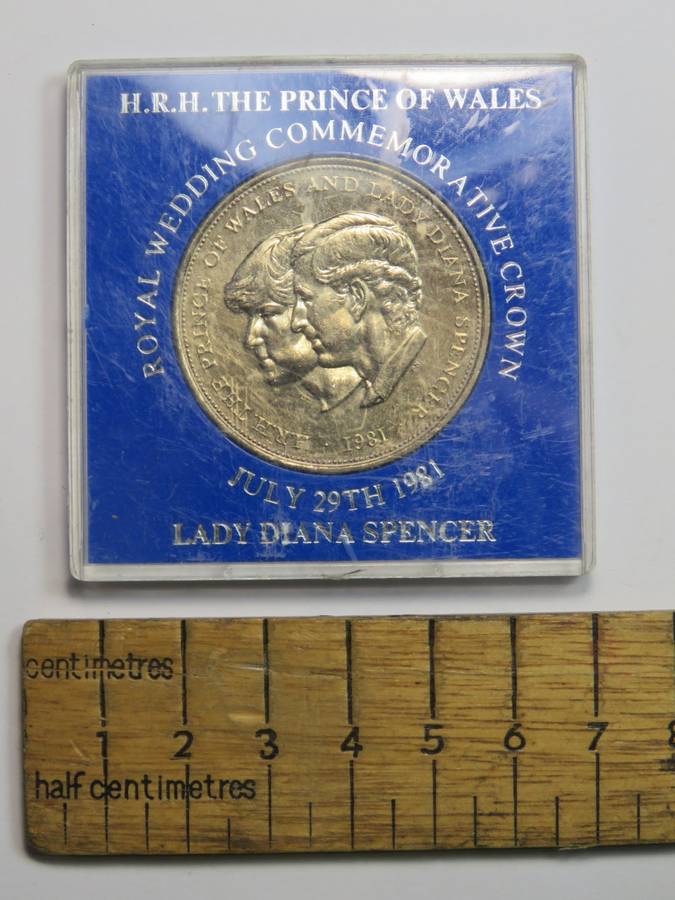 H.R.H. THE PRINCE OF WALES
ROYAL WEDDING COMMEMORATIVE CROWN
H.R.H. THE PRINCE OF WALES AND LADY DIANA SPENCER
· 1981 ·
JULY 29TH 1981
LADY DIANA SPENCER
centimetres
1 2 3 4 5 6 7 8
half centimetres